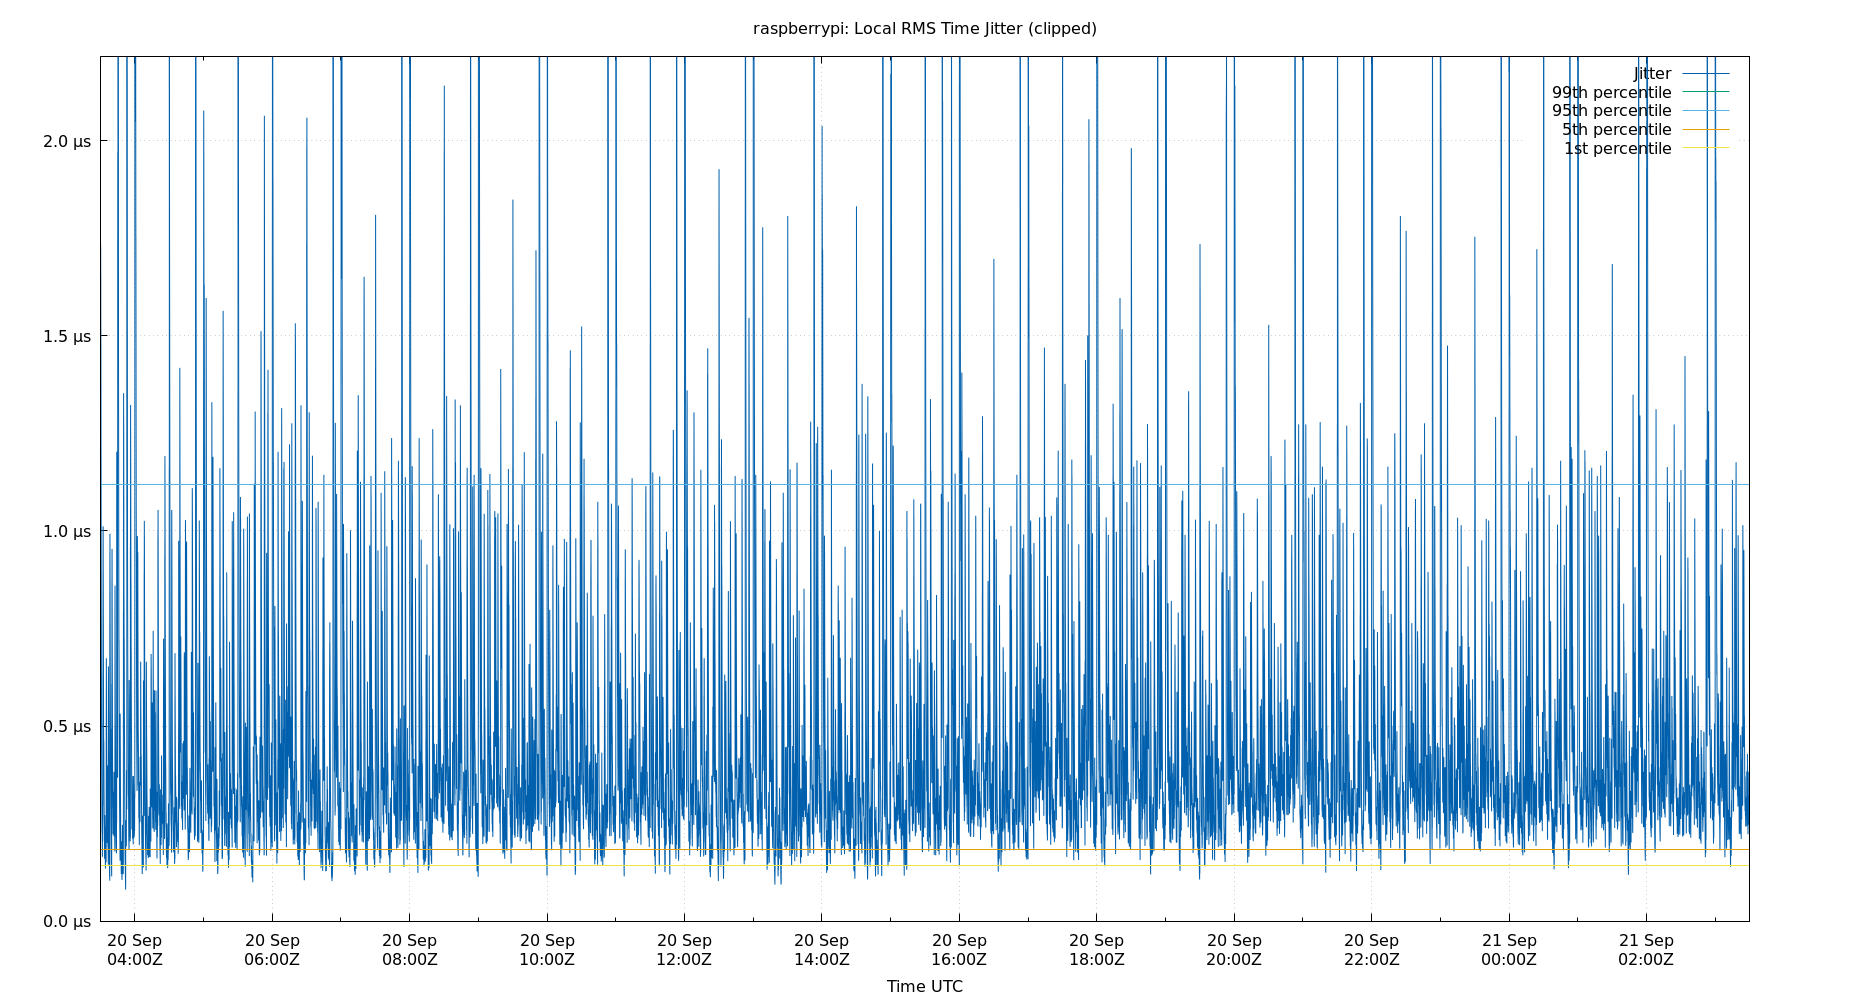 raspberrypi: Local RMS Time Jitter (clipped)
Jitter
99th percentile
95th percentile
5th percentile
1st percentile
2.0 μs
1.5 μs
1.0 μs
0.5 μs
0.0 μs
20 Sep 20 Sep 20 Sep 20 Sep 20 Sep 20 Sep 20 Sep 20 Sep 20 Sep 20 Sep 21 Sep 21 Sep
04:00Z 06:00Z 08:00Z 10:00Z 12:00Z 14:00Z 16:00Z 18:00Z 20:00Z 22:00Z 00:00Z 02:00Z
Time UTC